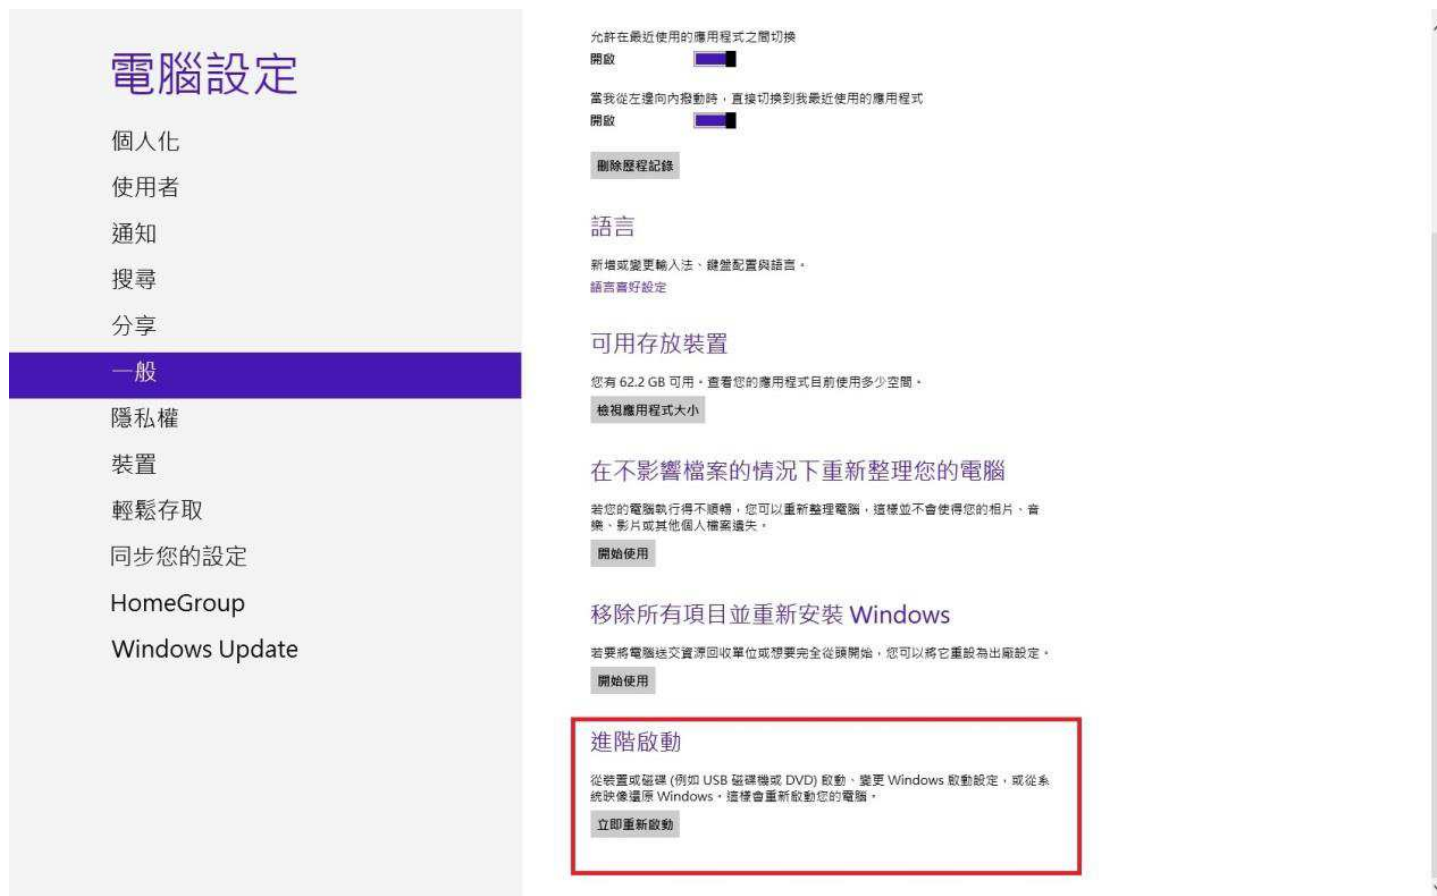 電腦設定
個人化
使用者
通知
搜尋
分享
一般
隱私權
裝置
輕鬆存取
同步您的設定
HomeGroup
Windows Update
允許在最近使用的應用程式之間切換
開啟
當我從左邊向內撥動時，直接切換到我最近使用的應用程式
開啟
刪除歷程記錄
語言
新增或變更輸入法、鍵盤配置與語言。
語言喜好設定
可用存放裝置
您有 62.2 GB 可用。查看您的應用程式目前使用多少空間。
檢視應用程式大小
在不影響檔案的情況下重新整理您的電腦
若您的電腦執行得不順暢，您可以重新整理電腦，這樣並不會使得您的相片、音
樂、影片或其他個人檔案遺失。
開始使用
移除所有項目並重新安裝 Windows
若要將電腦送交資源回收單位或想要完全從頭開始，您可以將它重設為出廠設定。
開始使用
進階啟動
從裝置或磁碟 (例如 USB 磁碟機或 DVD) 啟動、變更 Windows 啟動設定，或從系
統映像還原 Windows。這樣會重新啟動您的電腦。
立即重新啟動